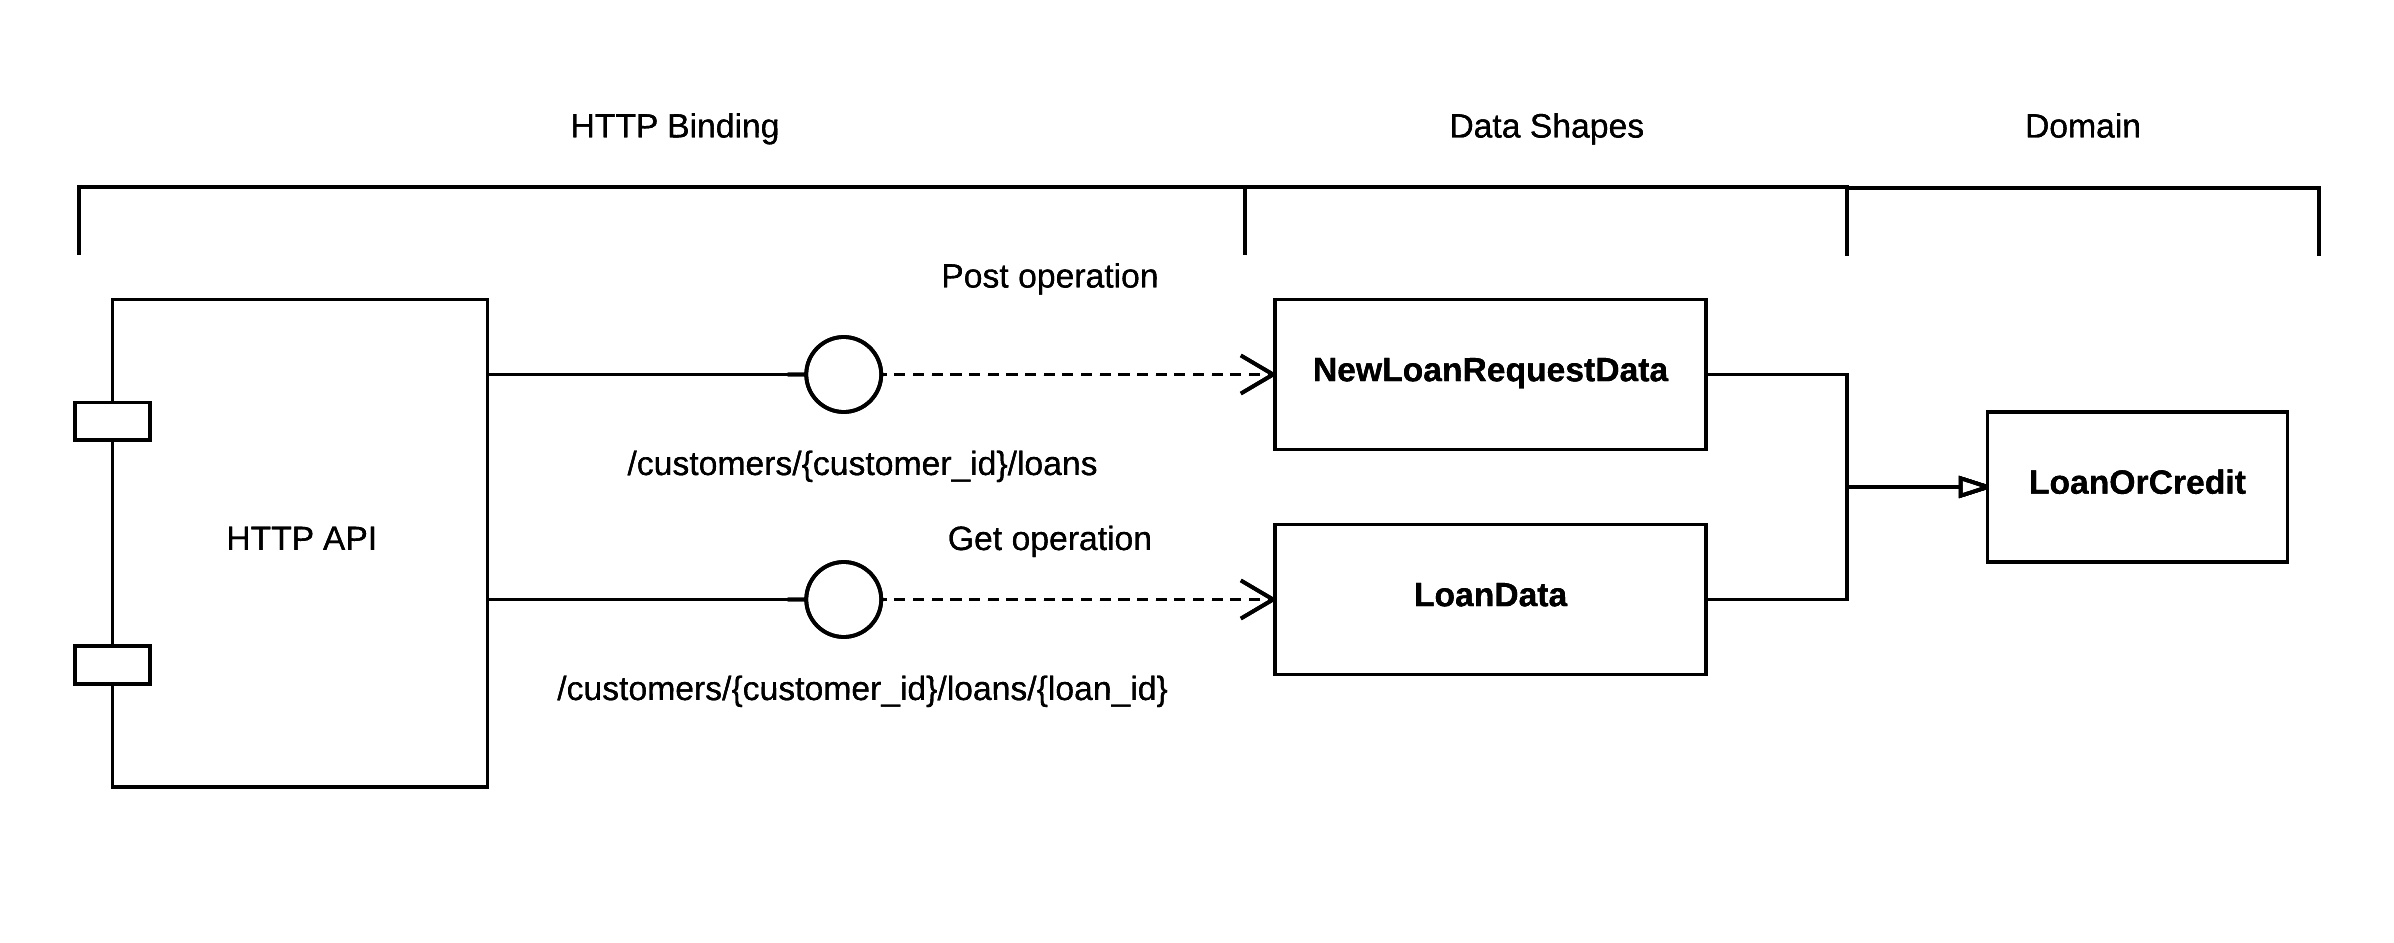 HTTP Binding
Data Shapes
Domain
Post operation
NewLoanRequestData
/customers/{customer_id}/loans
LoanOrCredit
HTTP API
Get operation
LoanData
/customers/{customer_id}/loans/{loan_id}